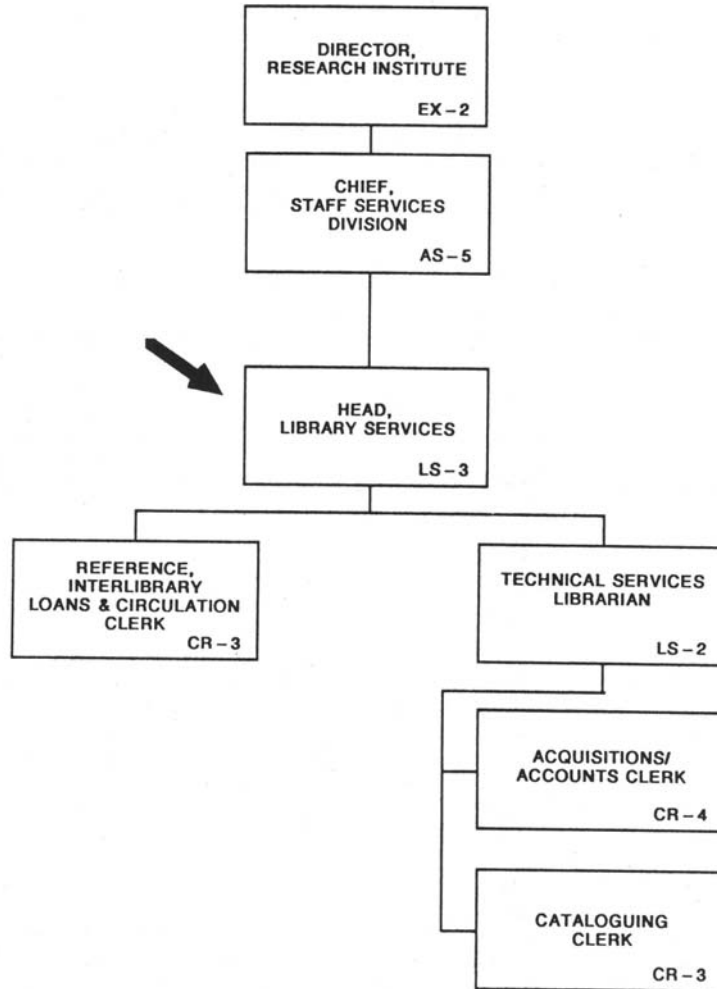 DIRECTOR,
RESEARCH INSTITUTE
EX-2
CHIEF,
STAFF SERVICES
DIVISION
AS-5
HEAD,
LIBRARY SERVICES
LS-3
REFERENCE,
INTERLIBRARY
LOANS & CIRCULATION
CLERK
CR-3
TECHNICAL SERVICES
LIBRARIAN
LS-2
ACQUISITIONS/
ACCOUNTS CLERK
CR-4
CATALOGUING
CLERK
CR-3